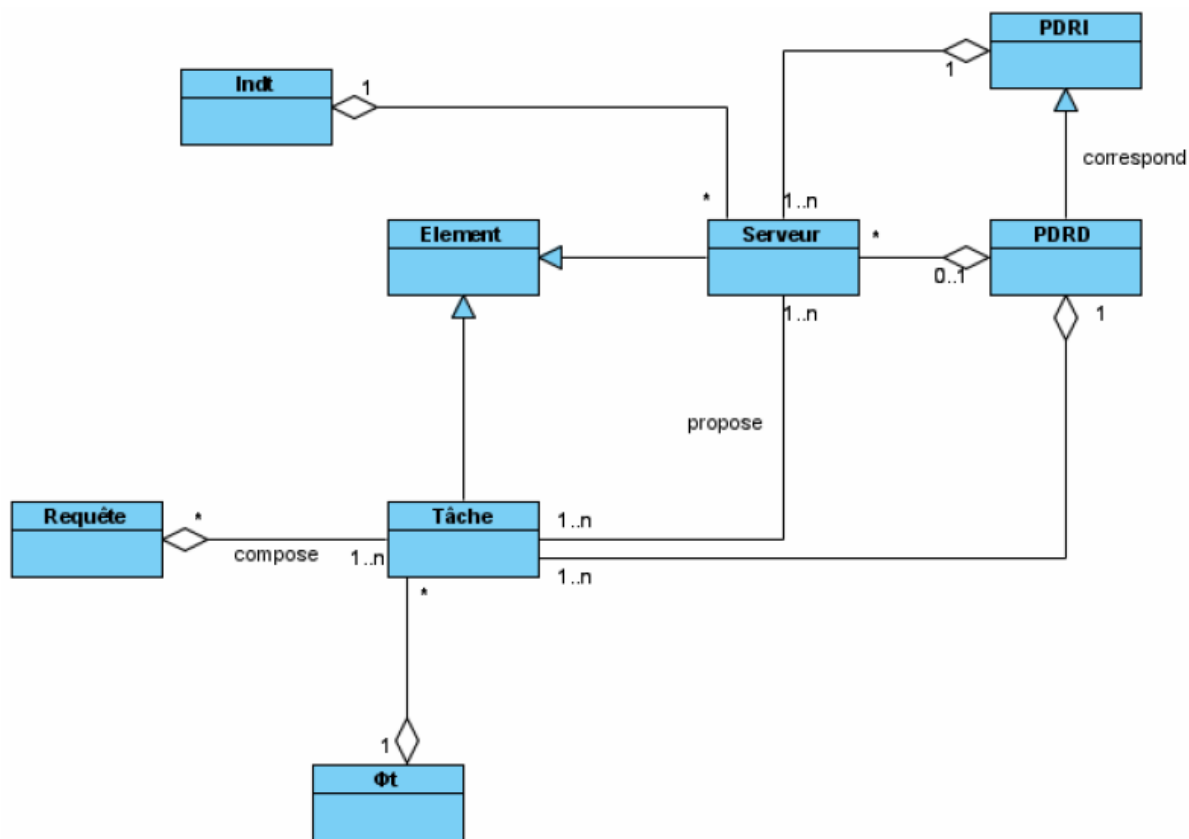 PDRI
Indt
1
1
correspond
*
1..n
Element
Serveur
*
PDRD
0..1
1..n
1
propose
Requête
*
Tâche
1..n
compose
1..n
1..n
*
1
Φt